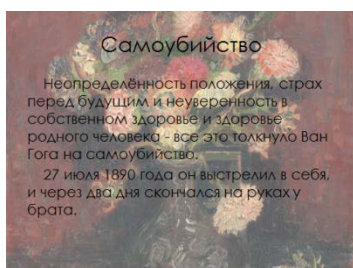 Самоубийство
Неопределённость положения, страх
перед будущим и неуверенность в
собственном здоровье и здоровье
родного человека - все это толкнуло Ван
Гога на самоубийство.
27 июля 1890 года он выстрелил в себя,
и через два дня скончался на руках у
брата.